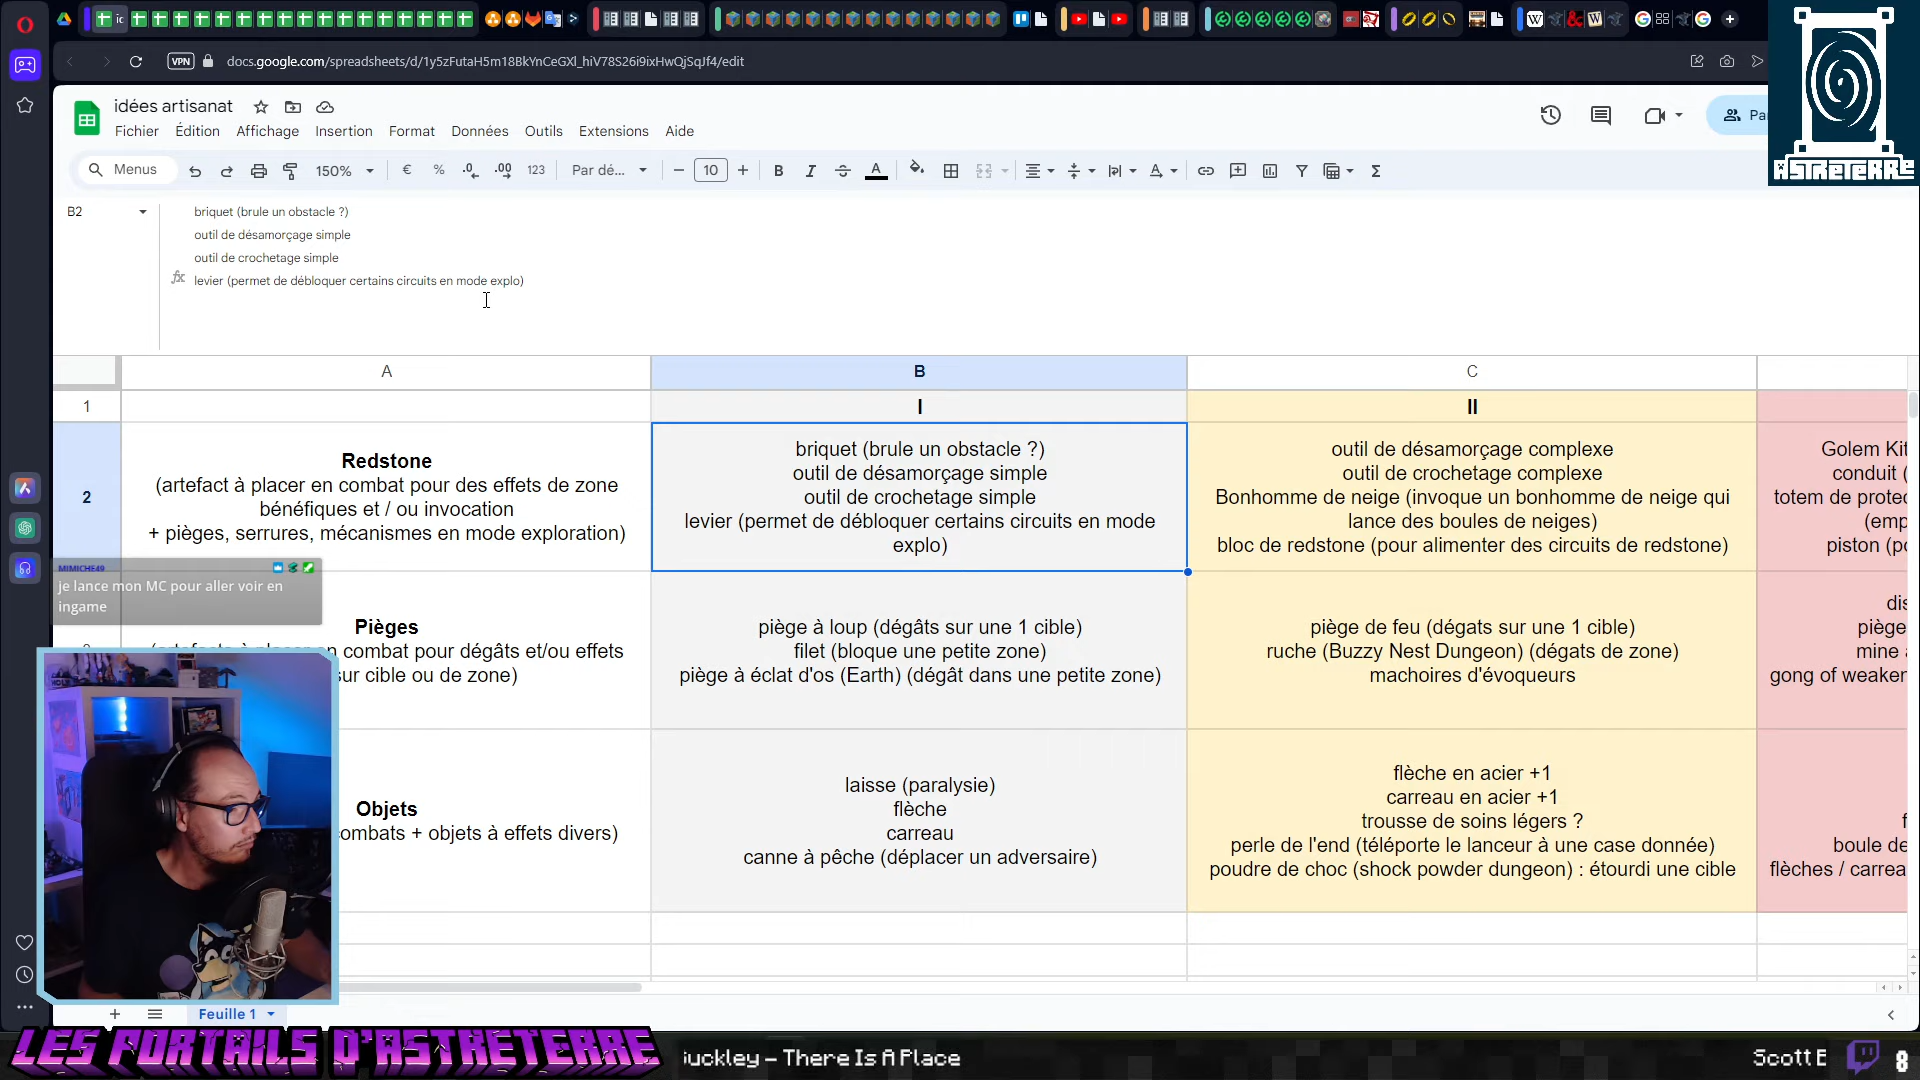 VPN
docs.google.com/spreadsheets/d/1y5zFutaH5m18BkYnCeGXl_hiV78S26i9ixHwQjSqJf4/edit
idées artisanat
Fichier Édition Affichage Insertion Format Données Outils Extensions Aide
ASTRETERRE
Menus 150% € % .0 .00 123 Par dé... 10 B I A Σ
B2
briquet (brule un obstacle ?)
outil de désamorçage simple
outil de crochetage simple
fx levier (permet de débloquer certains circuits en mode explo)
A B C
1 I II
2
Redstone
(artefact à placer en combat pour des effets de zone
bénéfiques et / ou invocation
+ pièges, serrures, mécanismes en mode exploration)
briquet (brule un obstacle ?)
outil de désamorçage simple
outil de crochetage simple
levier (permet de débloquer certains circuits en mode
explo)
outil de désamorçage complexe
outil de crochetage complexe
Bonhomme de neige (invoque un bonhomme de neige qui
lance des boules de neiges)
bloc de redstone (pour alimenter des circuits de redstone)
Golem Kit
conduit (
totem de protec
(emp
piston (po
MIMICHE49
je lance mon MC pour aller voir en
ingame
Pièges
en combat pour dégâts et/ou effets
sur cible ou de zone)
piège à loup (dégâts sur une 1 cible)
filet (bloque une petite zone)
piège à éclat d'os (Earth) (dégât dans une petite zone)
piège de feu (dégats sur une 1 cible)
ruche (Buzzy Nest Dungeon) (dégats de zone)
machoires d'évoqueurs
dis
piège
mine
gong of weaken
Objets
combats + objets à effets divers)
laisse (paralysie)
flèche
carreau
canne à pêche (déplacer un adversaire)
flèche en acier +1
carreau en acier +1
trousse de soins légers ?
perle de l'end (téléporte le lanceur à une case donnée)
poudre de choc (shock powder dungeon) : étourdi une cible
f
boule de
flèches / carrea
Feuille 1
LES PORTAILS D'ASTRETERRE
uckley – There Is A Place
Scott B
8